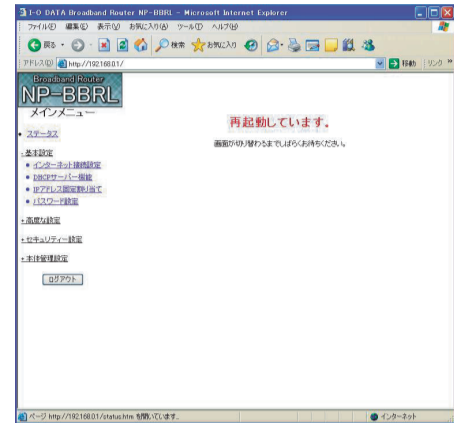 I-O DATA Broadband Router NP-BBRL - Microsoft Internet Explorer
ファイル(F) 編集(E) 表示(V) お気に入り(A) ツール(T) ヘルプ(H)
戻る 検索 お気に入り
アドレス(D) http://192.168.0.1/ 移動 リンク »
Broadband Router
NP-BBRL
メインメニュー
ステータス
- 基本設定
インターネット接続設定
DHCPサーバー機能
IPアドレス固定割り当て
パスワード設定
+ 高度な設定
+ セキュリティー設定
+ 本体管理設定
ログアウト
再起動しています。
画面が切り替わるまでしばらくお待ちください。
ページ http://192.168.0.1/status.htm を開いています...
インターネット